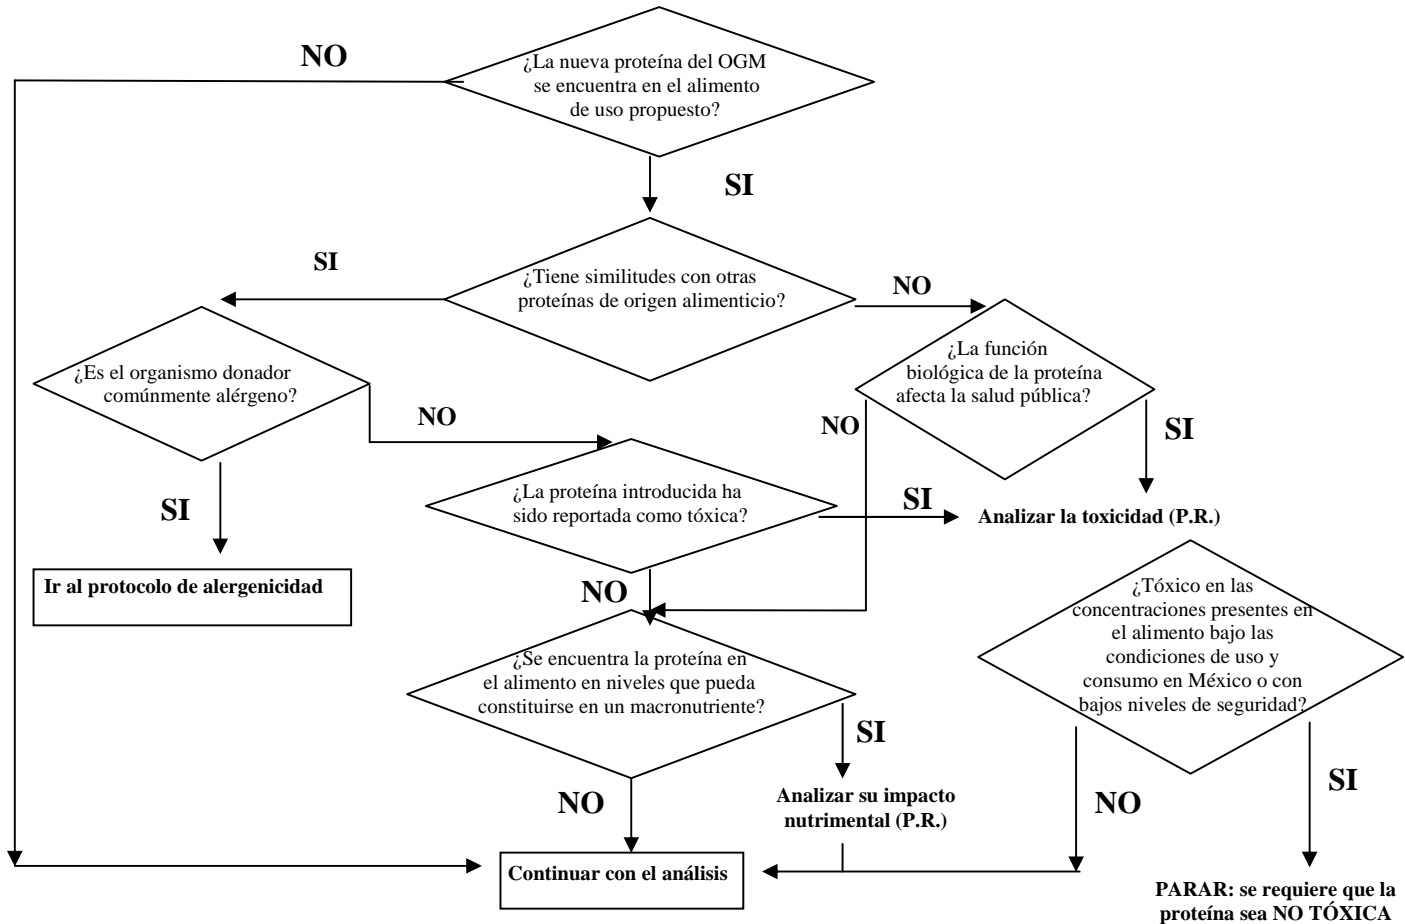 NO
¿La nueva proteína del OGM
se encuentra en el alimento
de uso propuesto?
SI
SI
¿Tiene similitudes con otras
proteínas de origen alimenticio?
NO
¿Es el organismo donador
comúnmente alérgeno?
¿La función
biológica de la proteína
afecta la salud pública?
NO
NO
SI
SI
¿La proteína introducida ha
sido reportada como tóxica?
SI
Analizar la toxicidad (P.R.)
Ir al protocolo de alergenicidad
NO
¿Tóxico en las
concentraciones presentes en
el alimento bajo las
condiciones de uso y
consumo en México o con
bajos niveles de seguridad?
¿Se encuentra la proteína en
el alimento en niveles que pueda
constituirse en un macronutriente?
SI
NO
Analizar su impacto
nutrimental (P.R.)
NO
SI
Continuar con el análisis
PARAR: se requiere que la
proteína sea NO TÓXICA